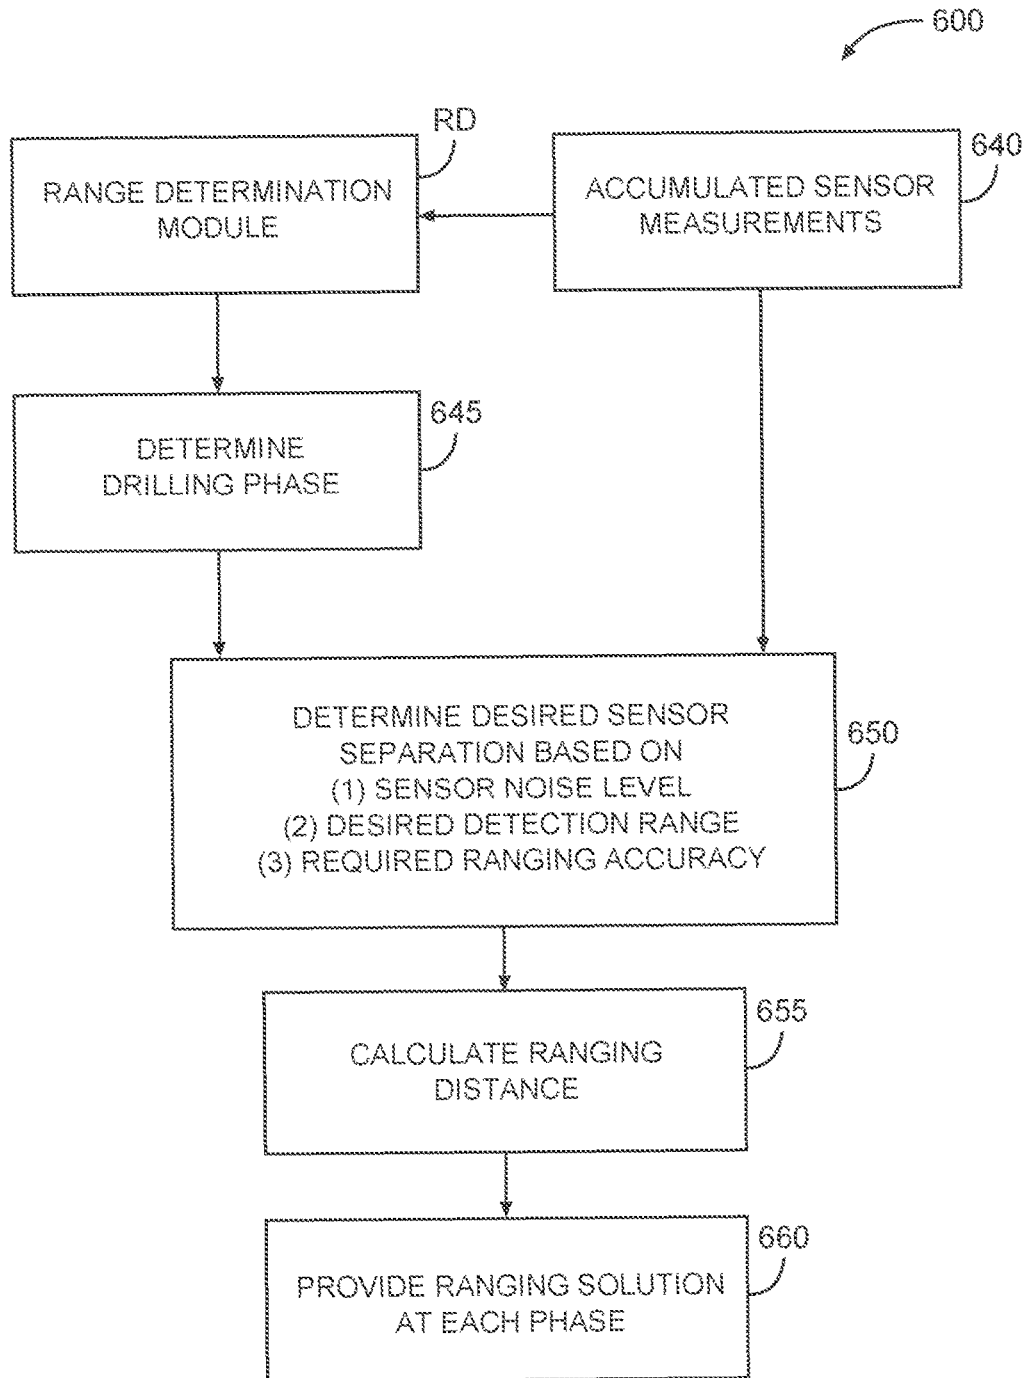 600
RD
640
RANGE DETERMINATION
MODULE
ACCUMULATED SENSOR
MEASUREMENTS
645
DETERMINE
DRILLING PHASE
650
DETERMINE DESIRED SENSOR
SEPARATION BASED ON
(1) SENSOR NOISE LEVEL
(2) DESIRED DETECTION RANGE
(3) REQUIRED RANGING ACCURACY
655
CALCULATE RANGING
DISTANCE
660
PROVIDE RANGING SOLUTION
AT EACH PHASE